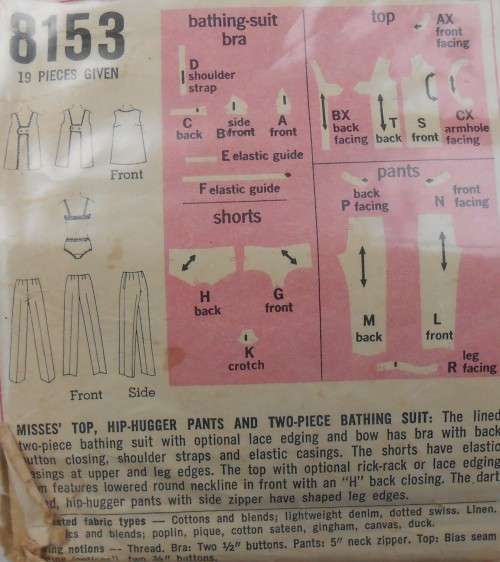 8153
19 PIECES GIVEN
Front
Front Side
bathing-suit
bra
D
shoulder
strap
C
back
side
B front
A
front
E elastic guide
F elastic guide
shorts
H
back
G
front
K
crotch
top
AX
front
facing
BX
back
facing
T
back
S
front
CX
armhole
facing
pants
back
P facing
front
N facing
M
back
L
front
leg
R facing
MISSES' TOP, HIP-HUGGER PANTS AND TWO-PIECE BATHING SUIT: The lined
two-piece bathing suit with optional lace edging and bow has bra with back
utton closing, shoulder straps and elastic casings. The shorts have elastic
asings at upper and leg edges. The top with optional rick-rack or lace edging
m features lowered round neckline in front with an "H" back closing. The dart
d, hip-hugger pants with side zipper have shaped leg edges.
sted fabric types — Cottons and blends; lightweight denim, dotted swiss. Linen.
ics and blends; poplin, pique, cotton sateen, gingham, canvas, duck.
ing notions — Thread. Bra: Two ½" buttons. Pants: 5" neck zipper. Top: Bias seam
two buttons.